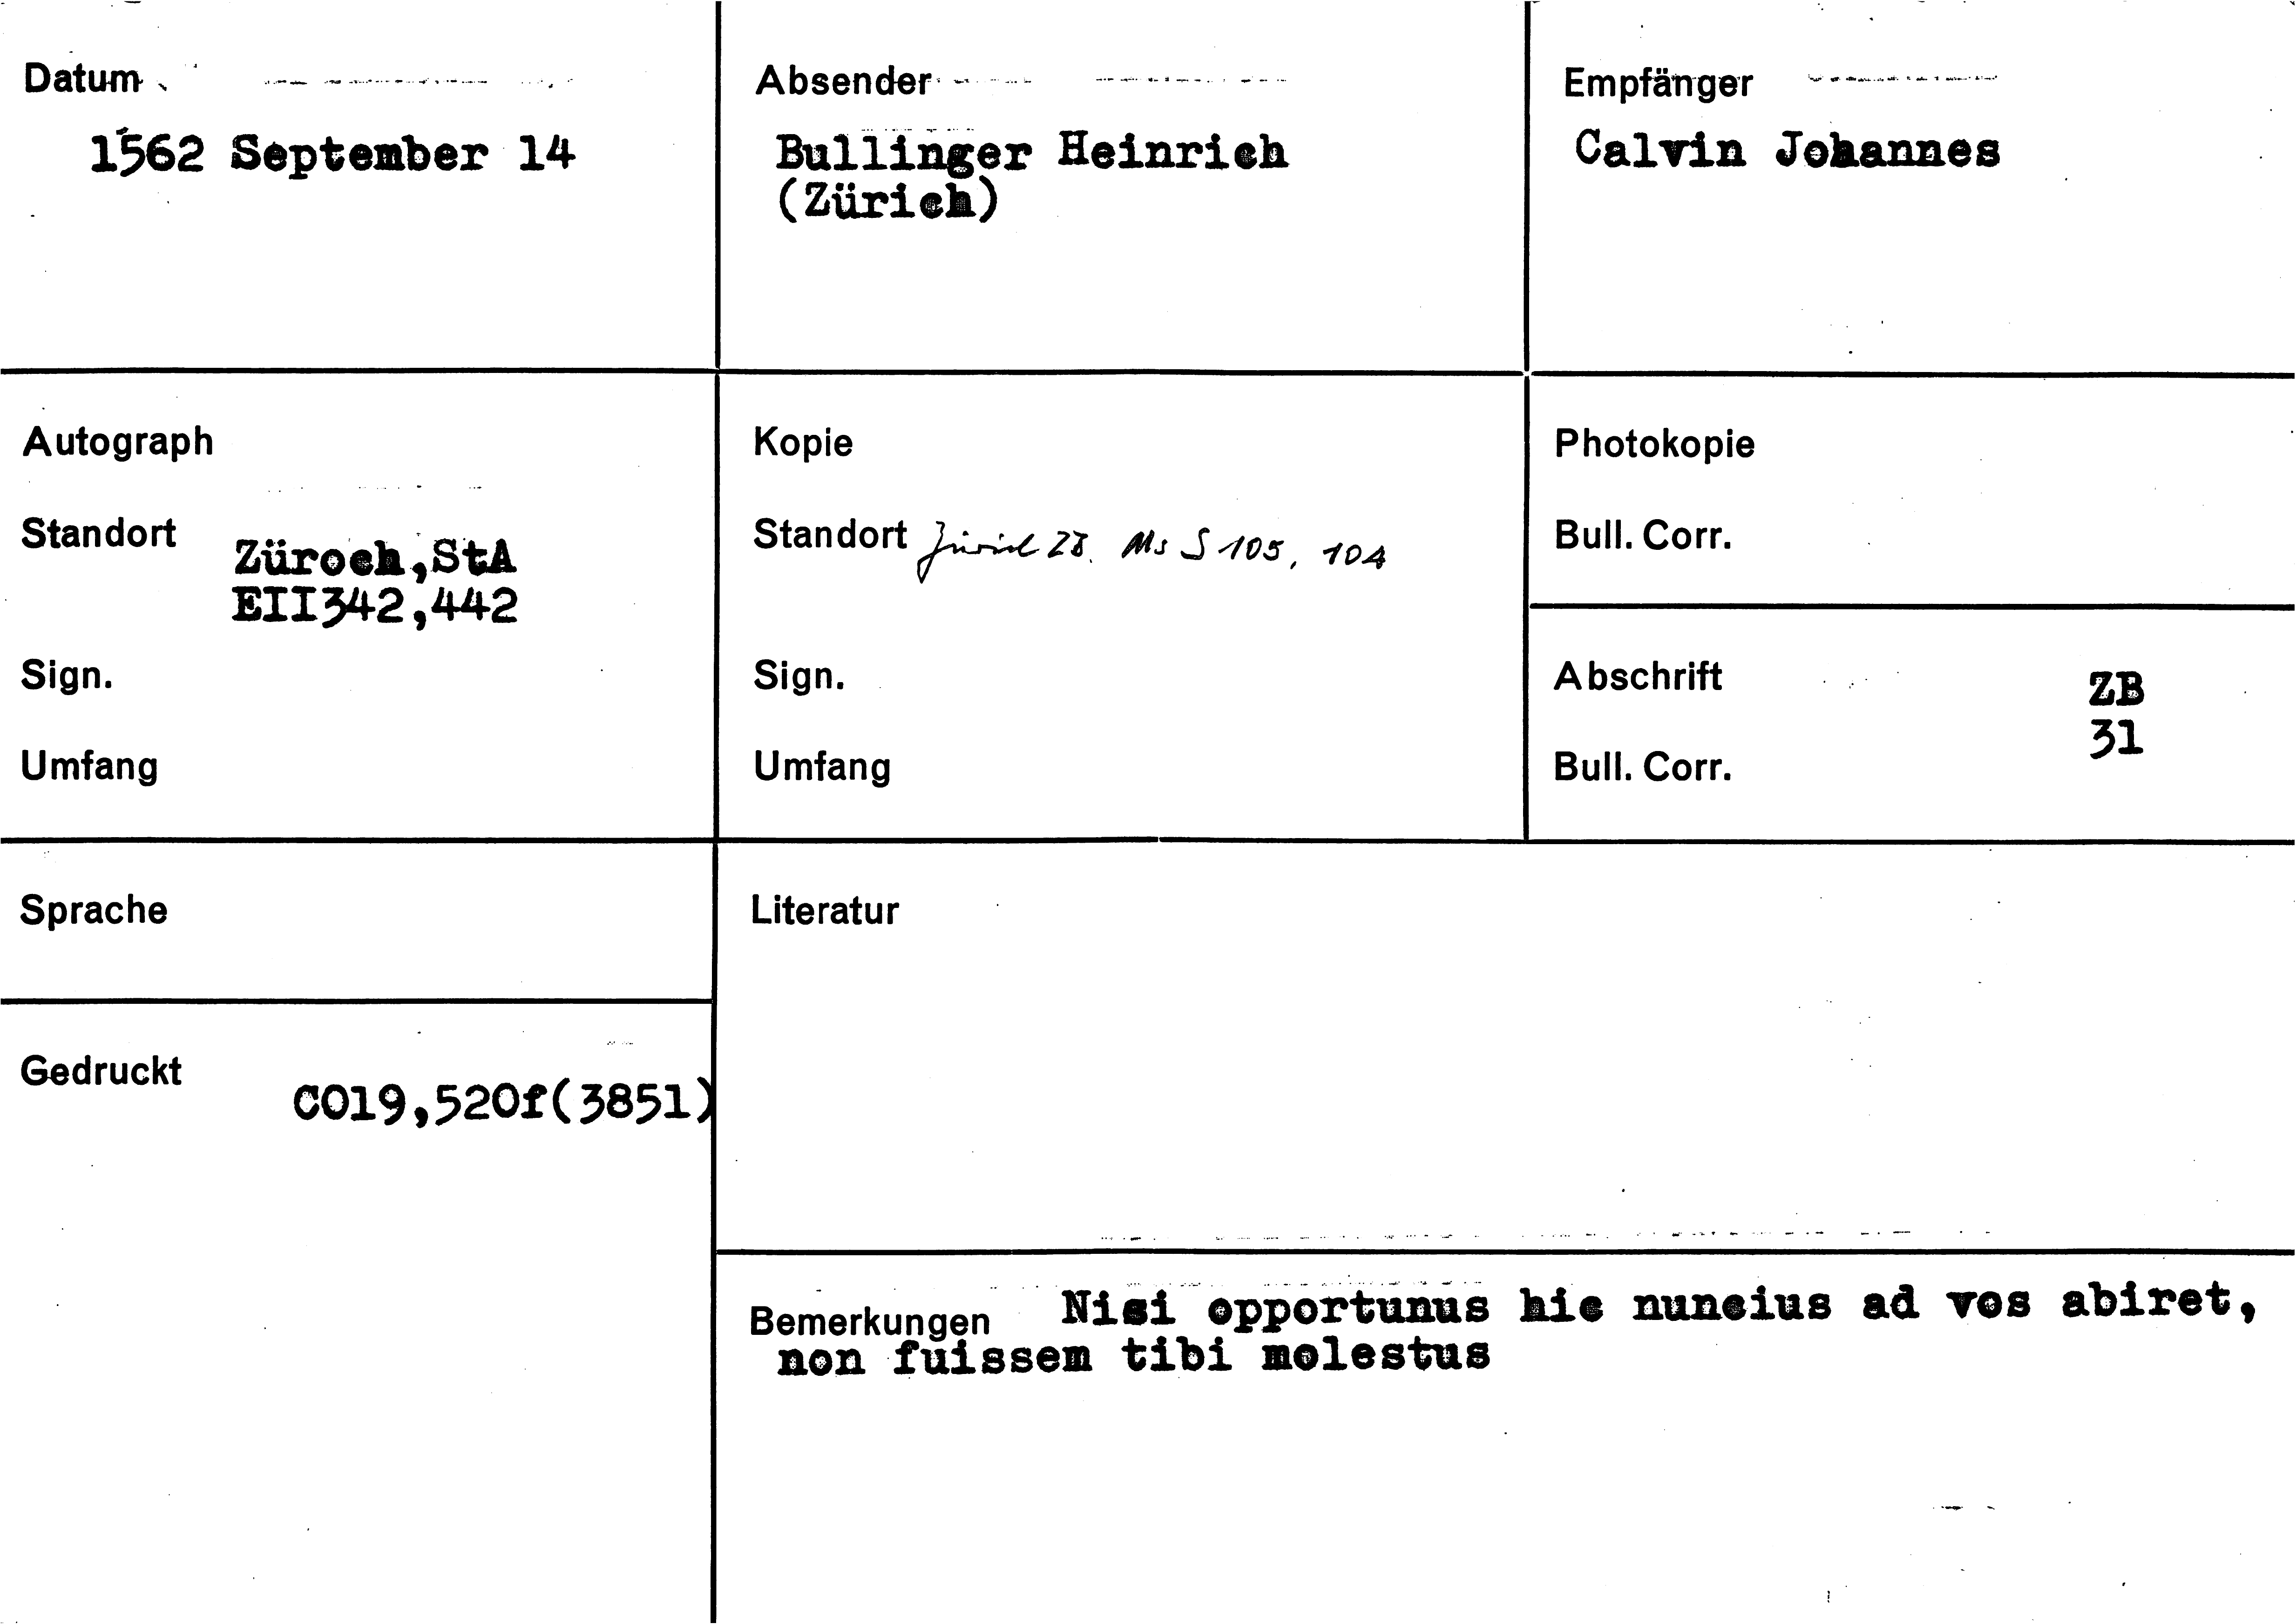 Datum
1562 September 14
Absender
Bullinger Heinrich
(Zürich)
Empfänger
Calvin Johannes
Autograph
Standort Züroch,StA
EII342,442
Sign.
Umfang
Kopie
Standort Zürich ZB. Ms S 105, 104
Sign.
Umfang
Photokopie
Bull. Corr.
Abschrift ZB
31
Bull. Corr.
Sprache
Gedruckt
CO19,520f(3851)
Literatur
Bemerkungen Nisi opportunus hic nuncius ad vos abiret,
non fuissem tibi molestus